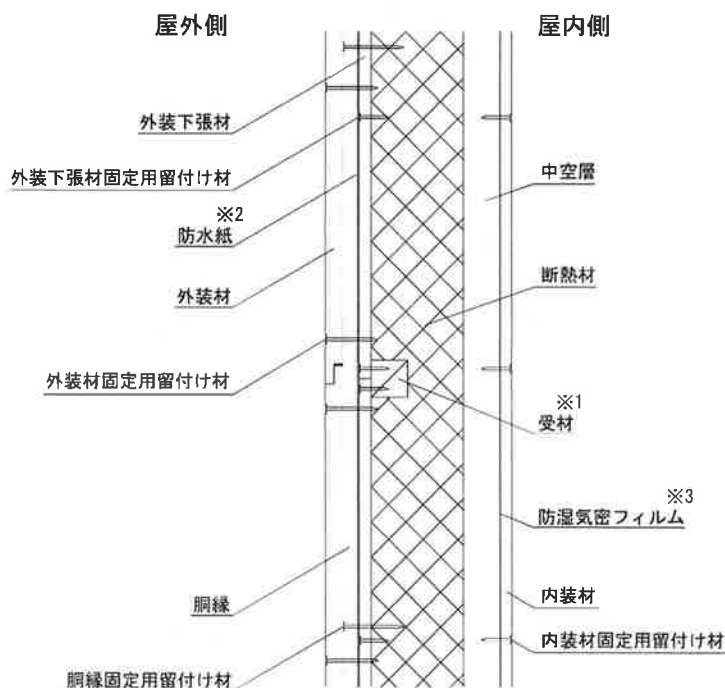 屋外側
屋内側
外装下張材
外装下張材固定用留付け材
※2
防水紙
外装材
外装材固定用留付け材
胴縁
胴縁固定用留付け材
中空層
断熱材
※1
受材
※3
防湿気密フィルム
内装材
内装材固定用留付け材